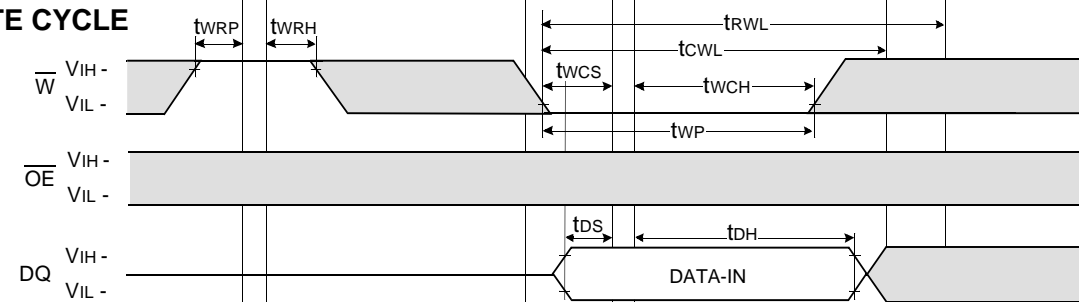 TE CYCLE
tWRP
tWRH
tRWL
tCWL
W
VIH -
VIL -
tWCS
tWCH
tWP
OE
VIH -
VIL -
DQ
VIH -
VIL -
tDS
tDH
DATA-IN